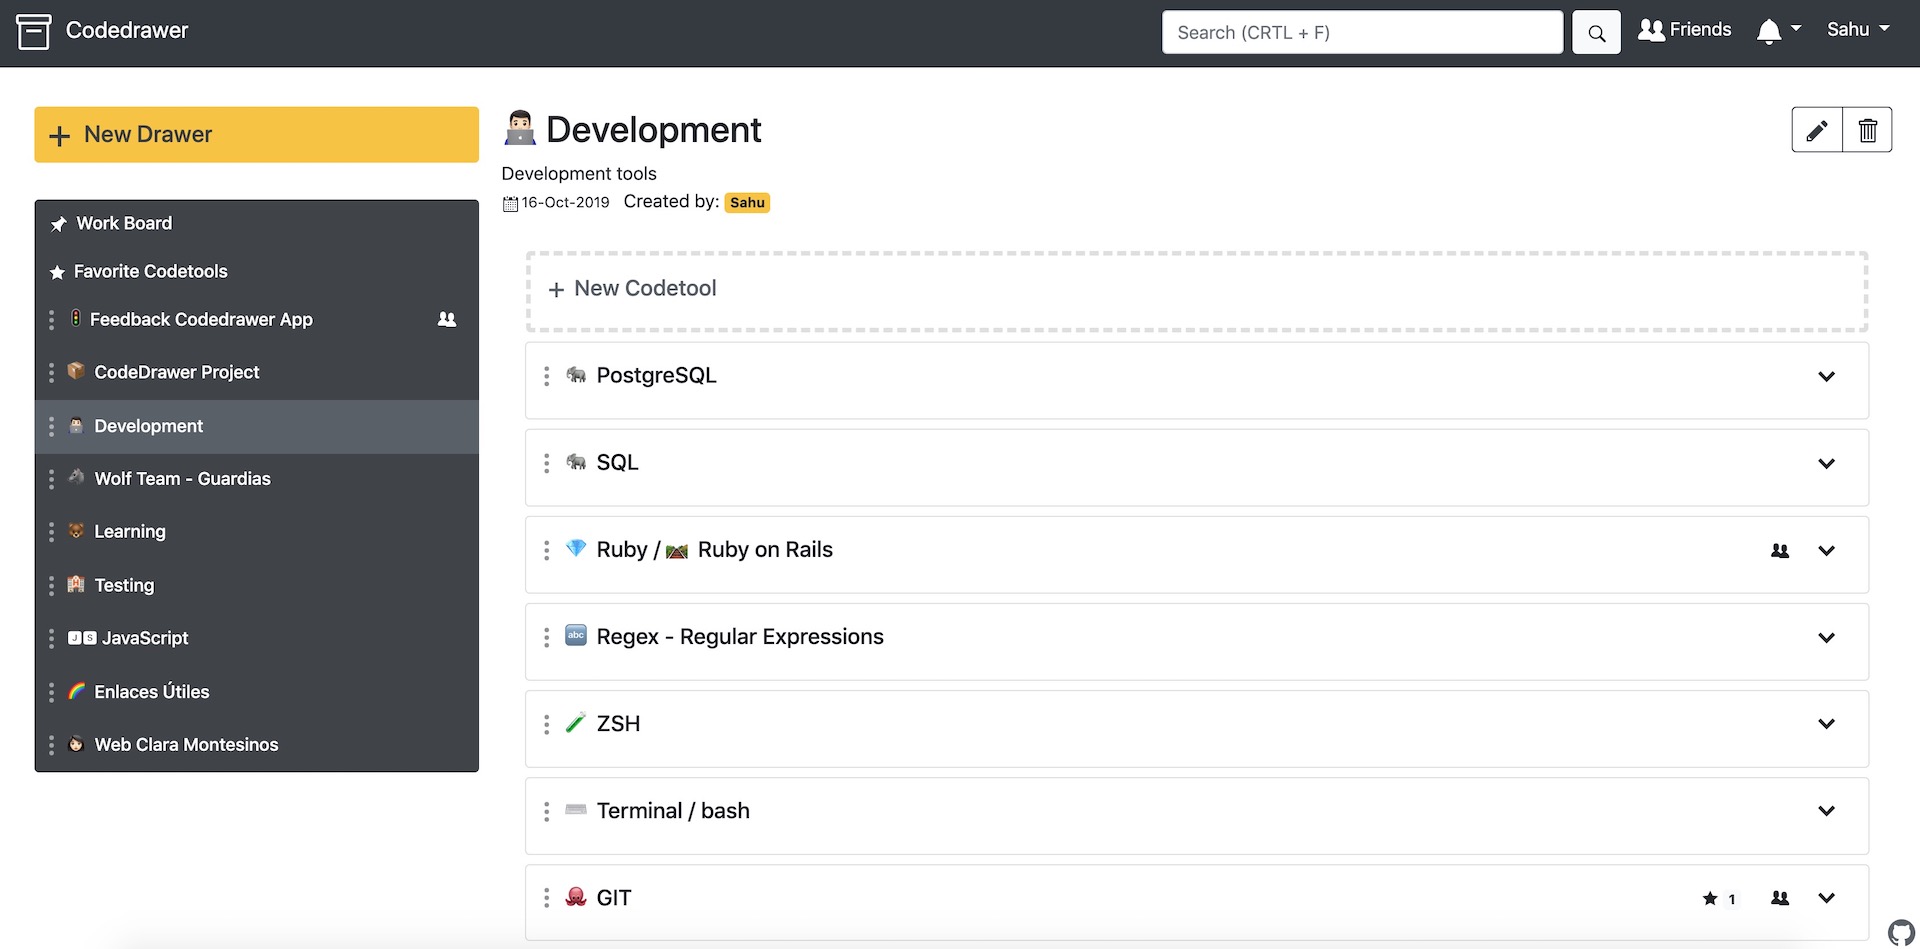 Codedrawer
Search (CRTL + F)
Friends
Sahu
New Drawer
Work Board
Favorite Codetools
Feedback Codedrawer App
CodeDrawer Project
Development
Wolf Team - Guardias
Learning
Testing
JS JavaScript
Enlaces Útiles
Web Clara Montesinos
Development
Development tools
16-Oct-2019 Created by: Sahu
+ New Codetool
PostgreSQL
SQL
Ruby / Ruby on Rails
abc Regex - Regular Expressions
ZSH
Terminal / bash
GIT 1